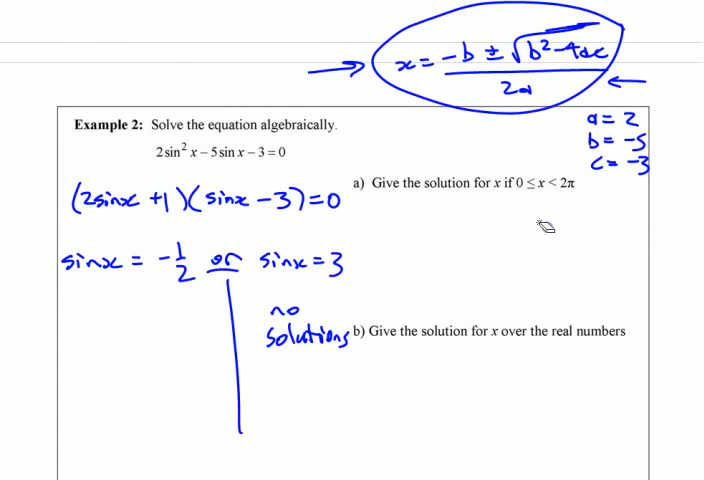 x = -b ± √b² - 4ac
2a
a = 2
b = -5
c = -3
Example 2: Solve the equation algebraically.
2sin² x − 5sin x − 3 = 0
(2sinx + 1)(sinx - 3) = 0
a) Give the solution for x if 0 ≤ x < 2π
sinx = -1/2 or sinx = 3
no
solutions
b) Give the solution for x over the real numbers